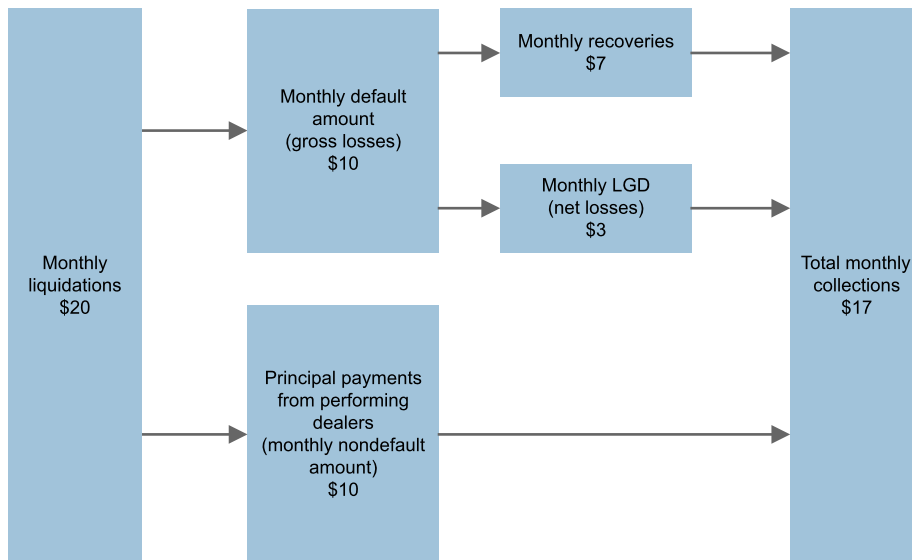 Monthly
liquidations
$20
Monthly default
amount
(gross losses)
$10
Monthly recoveries
$7
Monthly LGD
(net losses)
$3
Principal payments
from performing
dealers
(monthly nondefault
amount)
$10
Total monthly
collections
$17